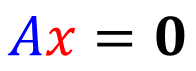 Ax = 0